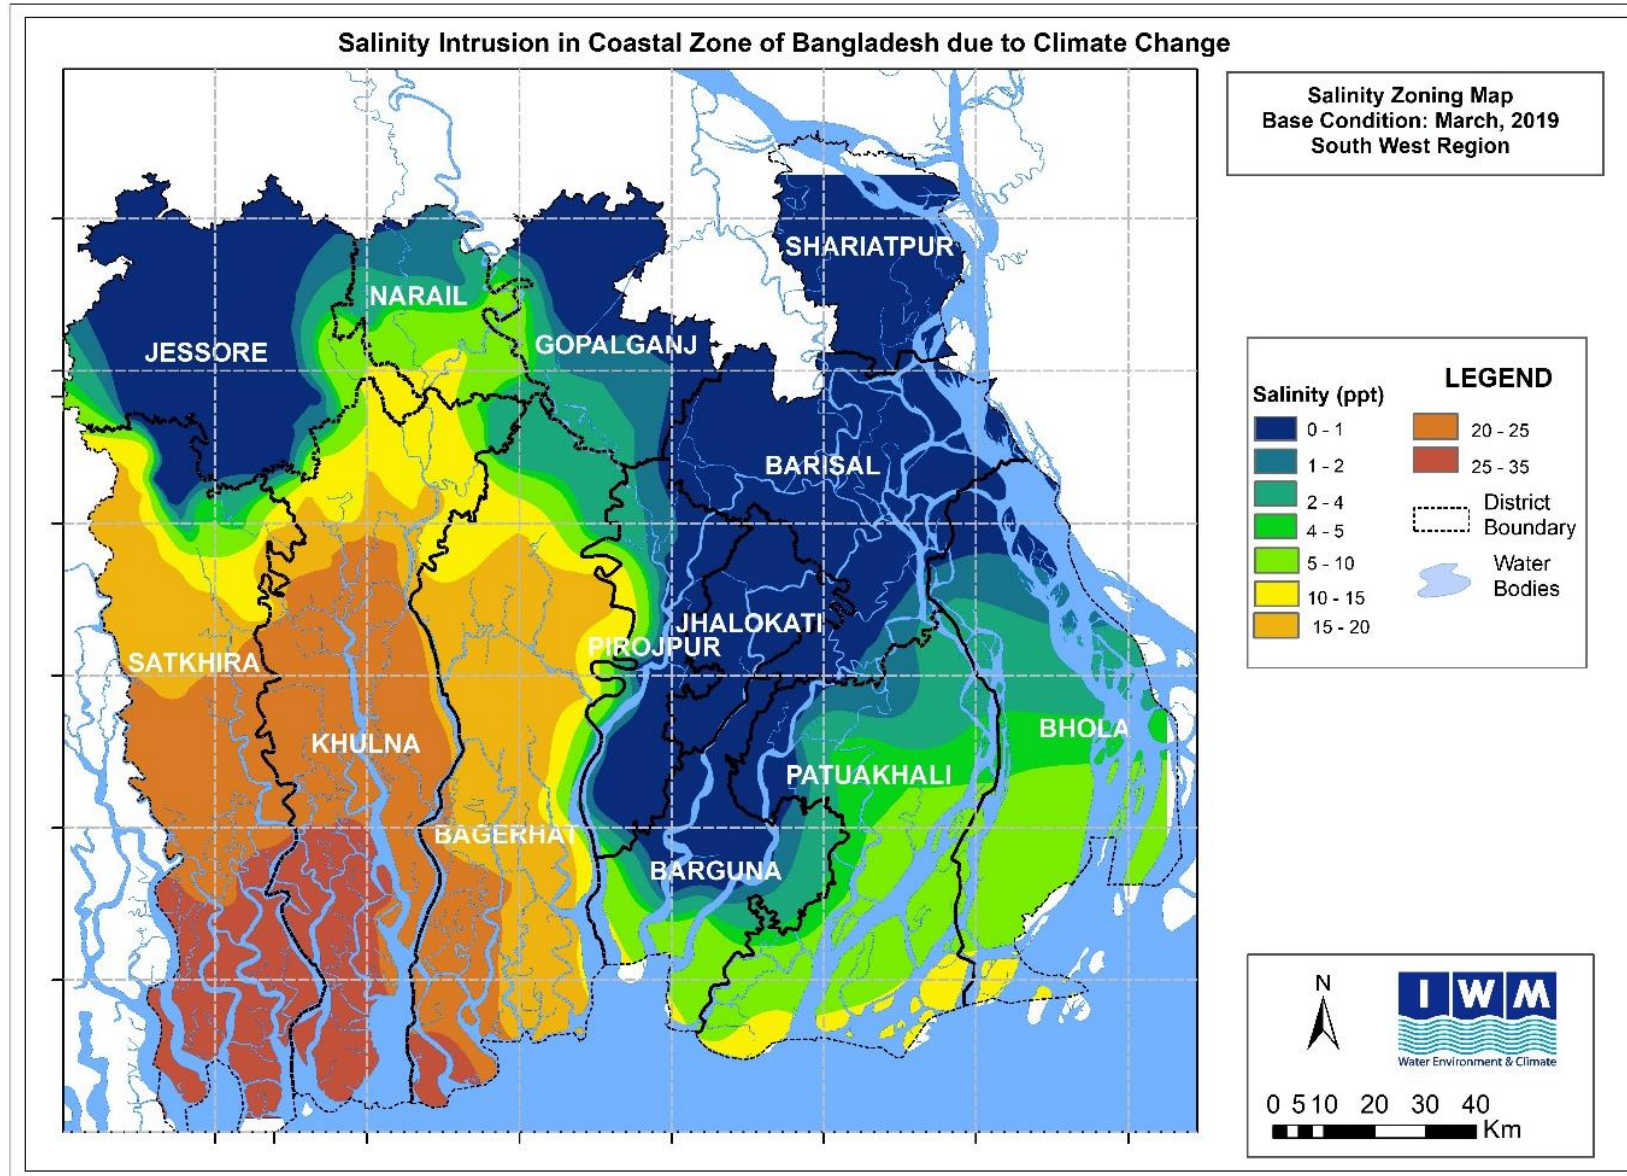 Salinity Intrusion in Coastal Zone of Bangladesh due to Climate Change
Salinity Zoning Map
Base Condition: March, 2019
South West Region
SHARIATPUR
NARAIL
JESSORE
GOPALGANJ
BARISAL
JHALOKATI
PIROJPUR
SATKHIRA
KHULNA
BHOLA
PATUAKHALI
BAGERHAT
BARGUNA
LEGEND
Salinity (ppt)
0 - 1
1 - 2
2 - 4
4 - 5
5 - 10
10 - 15
15 - 20
20 - 25
25 - 35
District
Boundary
Water
Bodies
N
IWM
Water Environment & Climate
0 5 10 20 30 40
Km